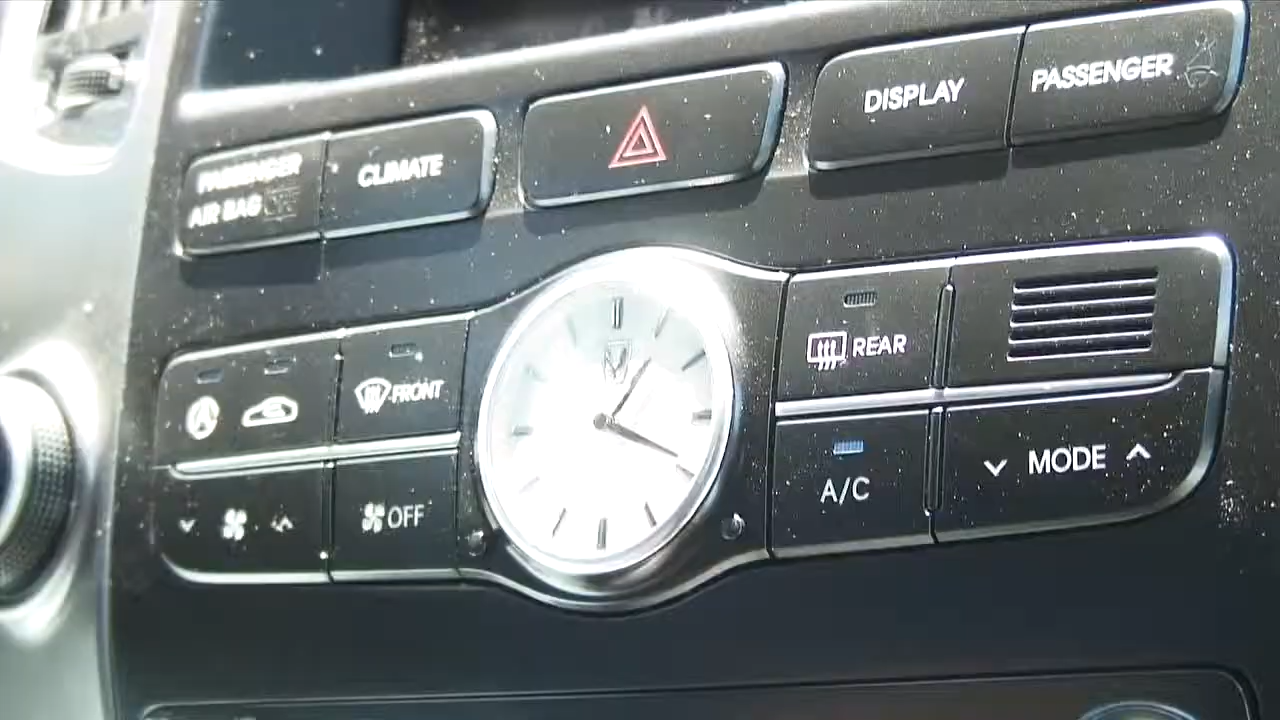 DISPLAY
PASSENGER
PASSENGER
AIR BAG
CLIMATE
REAR
FRONT
MODE
A/C
OFF